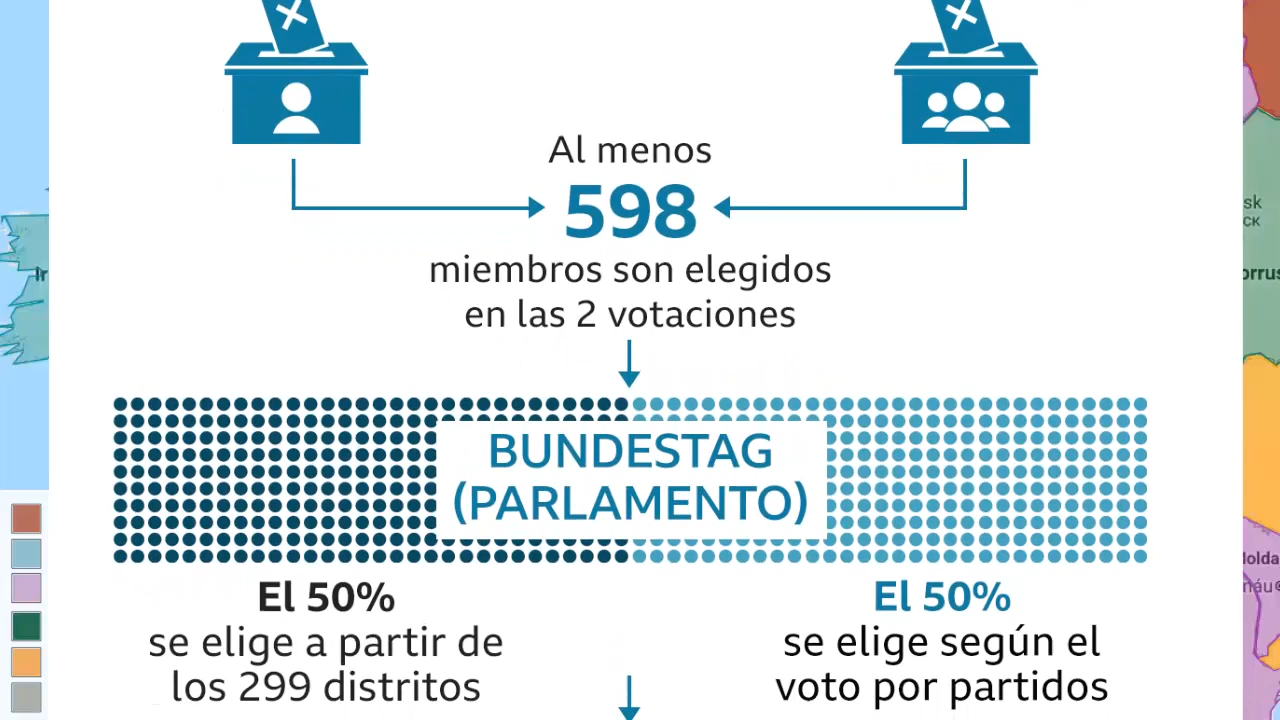 Al menos
598
miembros son elegidos
en las 2 votaciones
BUNDESTAG
(PARLAMENTO)
El 50%
se elige a partir de
los 299 distritos
El 50%
se elige según el
voto por partidos